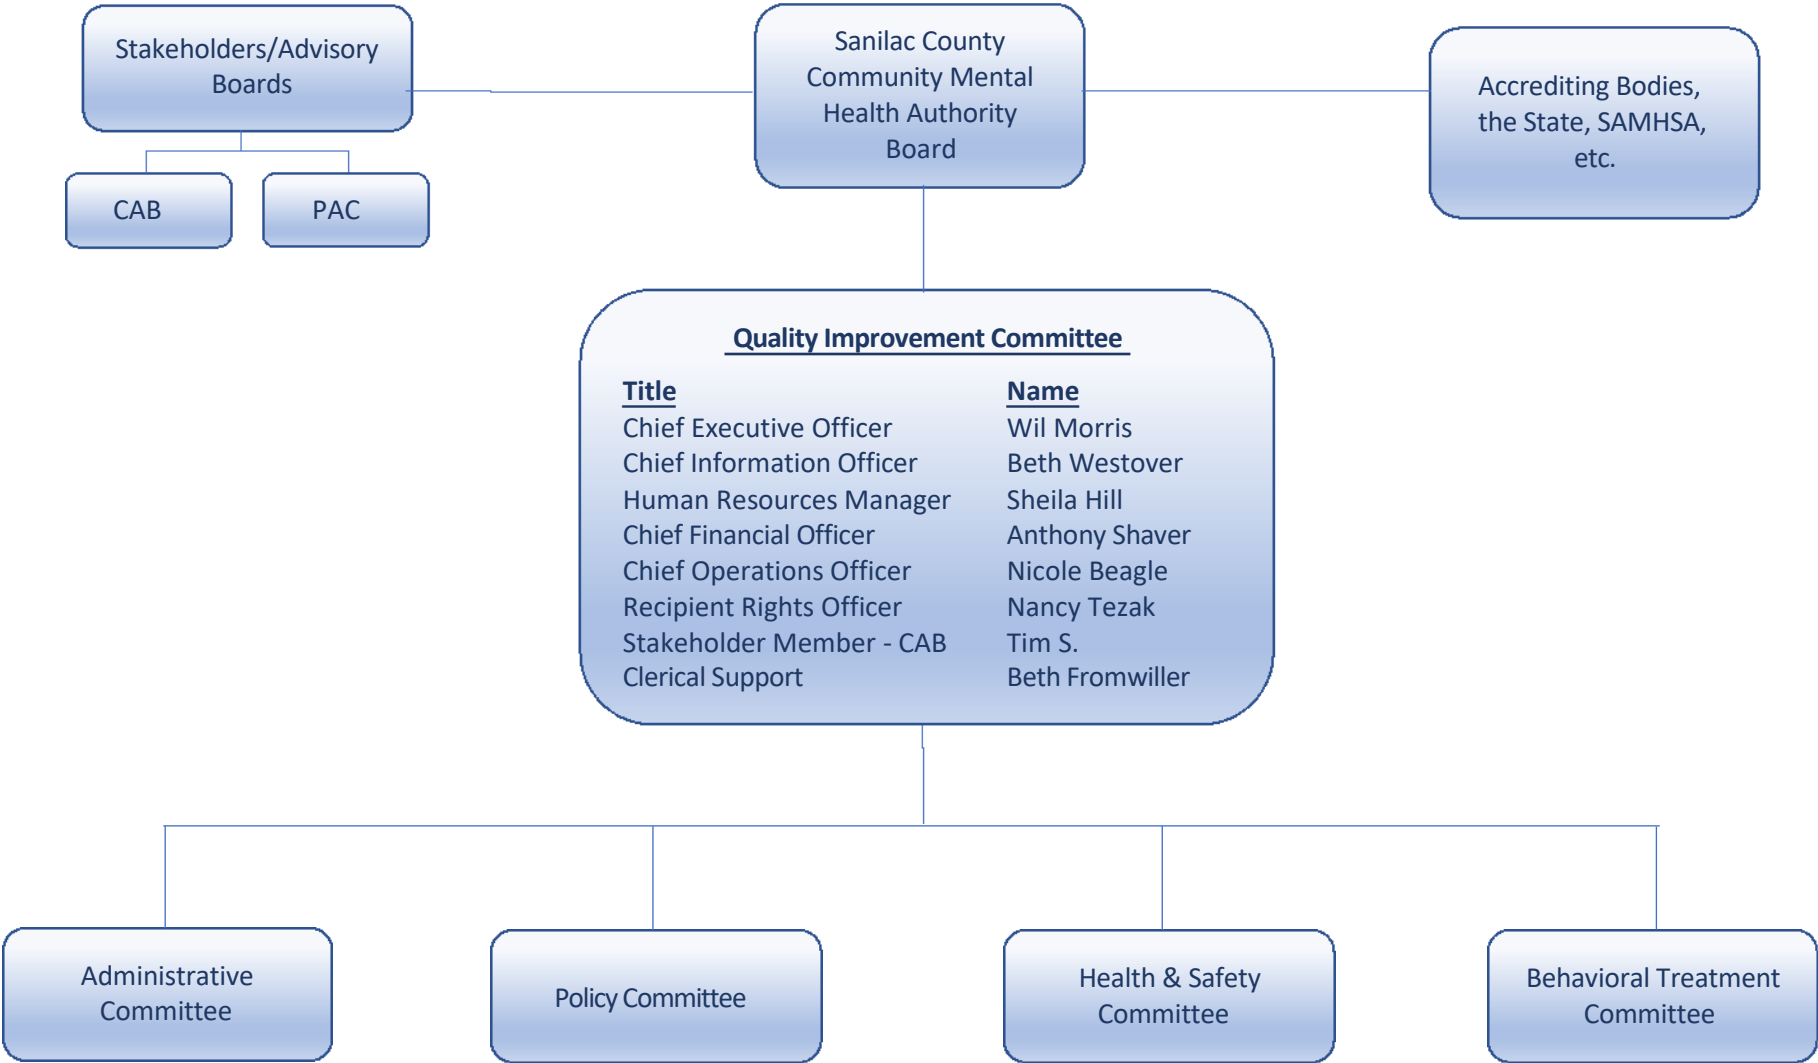 Stakeholders/Advisory
Boards
CAB
PAC
Sanilac County
Community Mental
Health Authority
Board
Accrediting Bodies,
the State, SAMHSA,
etc.
Quality Improvement Committee
Title Name
Chief Executive Officer Wil Morris
Chief Information Officer Beth Westover
Human Resources Manager Sheila Hill
Chief Financial Officer Anthony Shaver
Chief Operations Officer Nicole Beagle
Recipient Rights Officer Nancy Tezak
Stakeholder Member - CAB Tim S.
Clerical Support Beth Fromwiller
Administrative
Committee
Policy Committee
Health & Safety
Committee
Behavioral Treatment
Committee